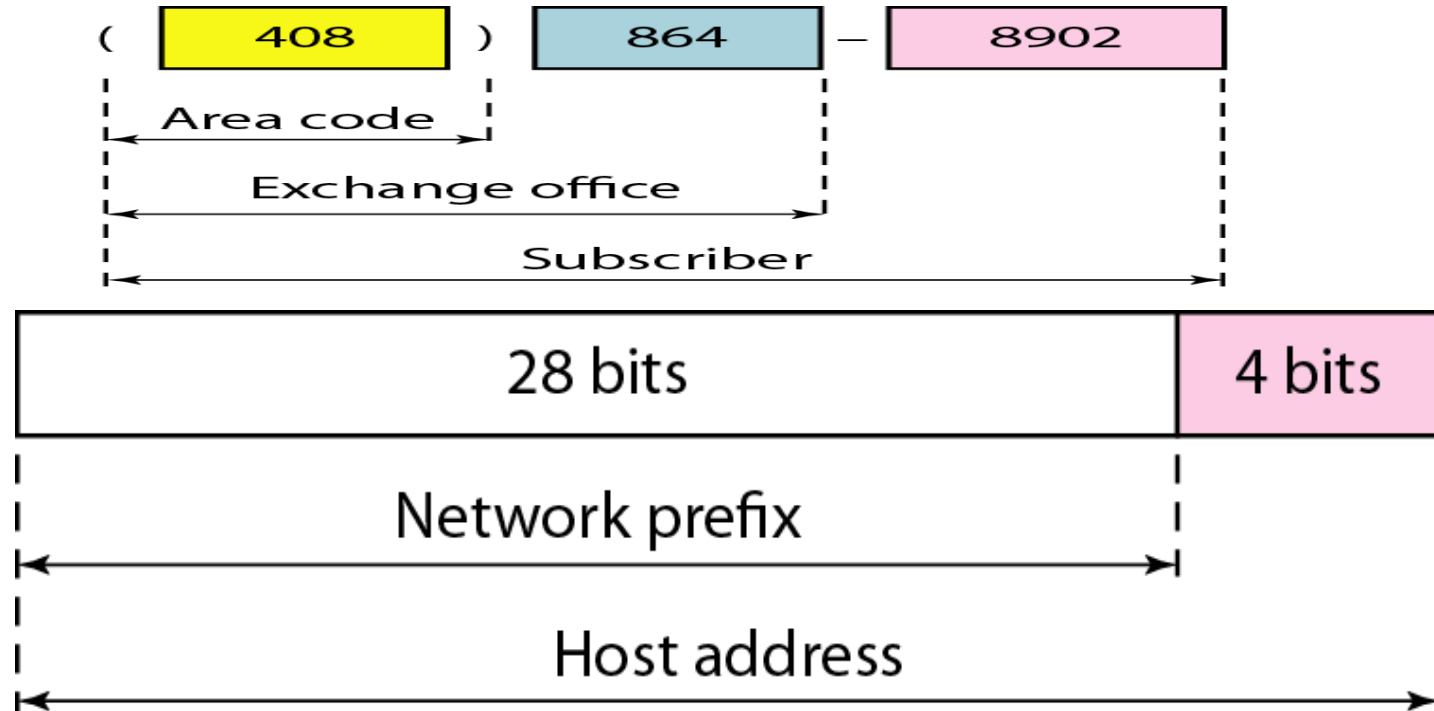 ( 408 ) 864 – 8902
Area code
Exchange office
Subscriber
28 bits 4 bits
Network prefix
Host address